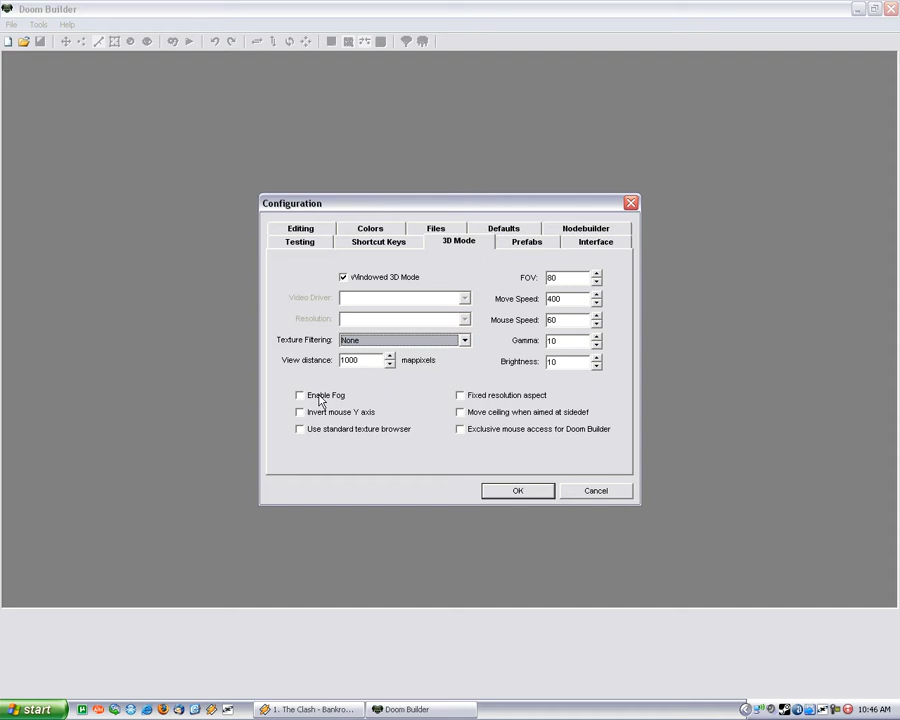 Doom Builder
File Tools Help
Configuration
Editing Colors Files Defaults Nodebuilder
Testing Shortcut Keys 3D Mode Prefabs Interface
Windowed 3D Mode
Video Driver:
Resolution:
Texture Filtering: None
View distance: 1000 mappixels
FOV: 80
Move Speed: 400
Mouse Speed: 60
Gamma: 10
Brightness: 10
Enable Fog
Invert mouse Y axis
Use standard texture browser
Fixed resolution aspect
Move ceiling when aimed at sidedef
Exclusive mouse access for Doom Builder
OK Cancel
start 1. The Clash - Bankro... Doom Builder 10:46 AM